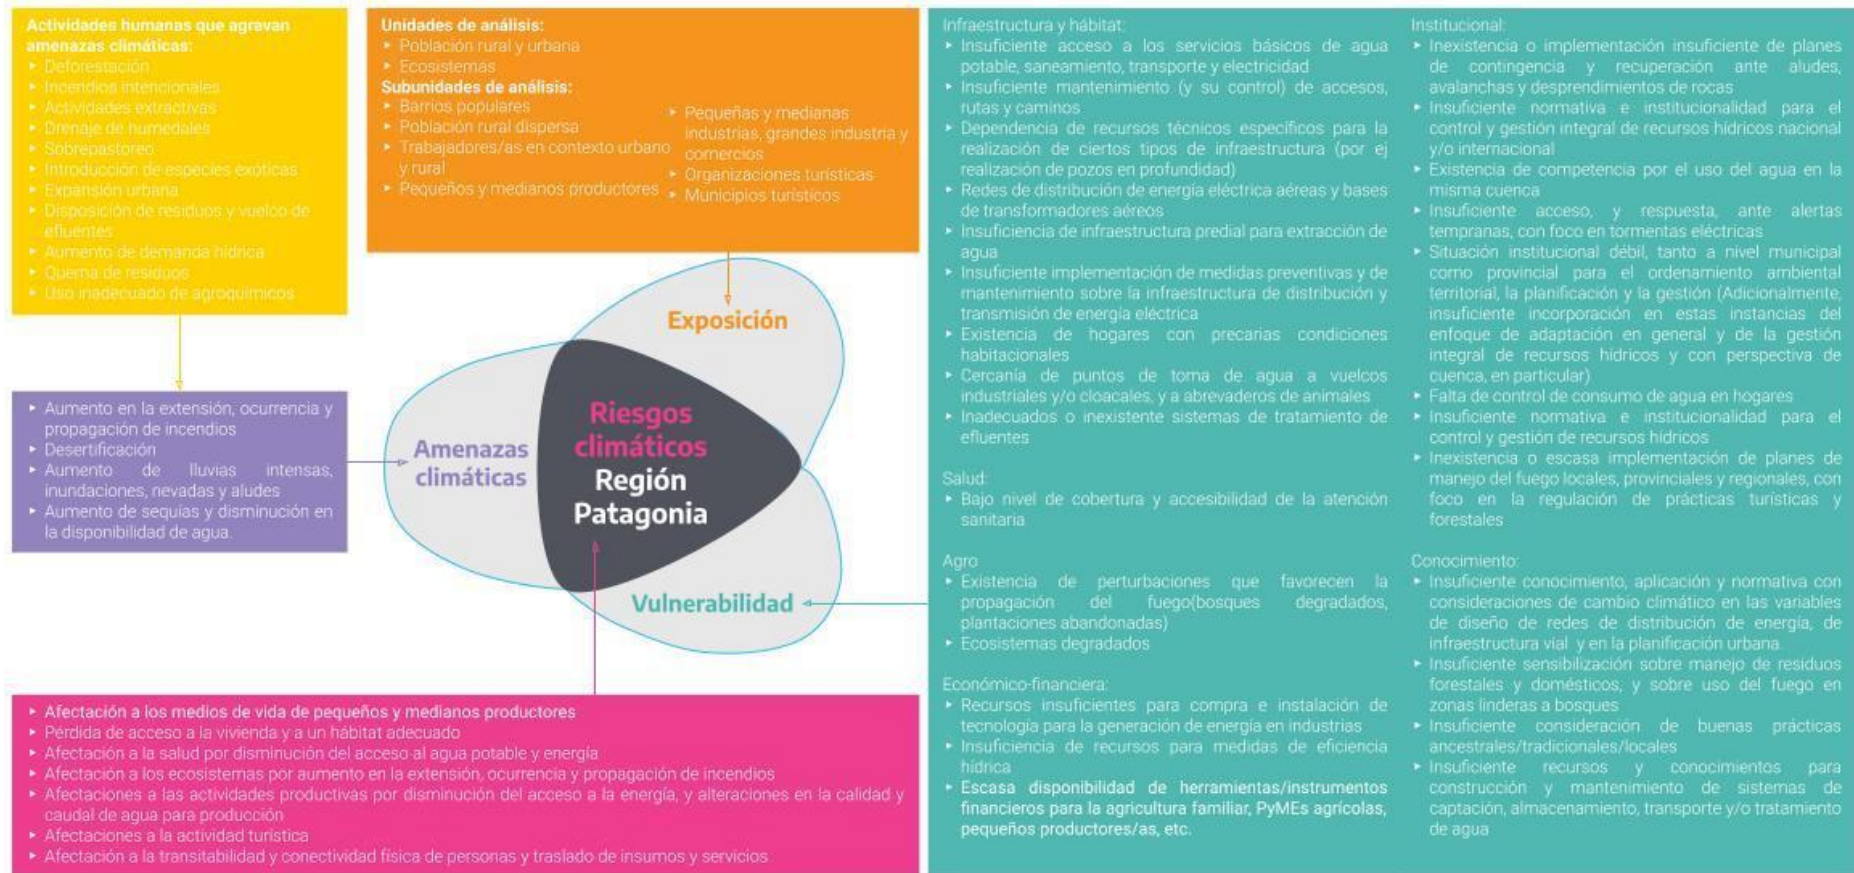 Actividades humanas que agravan
amenazas climáticas:
▸ Deforestación
▸ Incendios intencionales
▸ Actividades extractivas
▸ Drenaje de humedales
▸ Sobrepastoreo
▸ Introducción de especies exóticas
▸ Expansión urbana
▸ Disposición de residuos y vuelco de
efluentes
▸ Aumento de demanda hídrica
▸ Quema de residuos
▸ Uso inadecuado de agroquímicos
Unidades de análisis:
▸ Población rural y urbana
▸ Ecosistemas
Subunidades de análisis:
▸ Barrios populares
▸ Población rural dispersa
▸ Trabajadores/as en contexto urbano
y rural
▸ Pequeños y medianos productores
▸ Pequeñas y medianas
industrias, grandes industria y
comercios
▸ Organizaciones turísticas
▸ Municipios turísticos
Exposición
▸ Aumento en la extensión, ocurrencia y
propagación de incendios
▸ Desertificación
▸ Aumento de lluvias intensas,
inundaciones, nevadas y aludes
▸ Aumento de sequías y disminución en
la disponibilidad de agua.
Amenazas
climáticas
Riesgos
climáticos
Región
Patagonia
Vulnerabilidad
▸ Afectación a los medios de vida de pequeños y medianos productores
▸ Pérdida de acceso a la vivienda y a un hábitat adecuado
▸ Afectación a la salud por disminución del acceso al agua potable y energía
▸ Afectación a los ecosistemas por aumento en la extensión, ocurrencia y propagación de incendios
▸ Afectaciones a las actividades productivas por disminución del acceso a la energía, y alteraciones en la calidad y
caudal de agua para producción
▸ Afectaciones a la actividad turística
▸ Afectación a la transitabilidad y conectividad física de personas y traslado de insumos y servicios
Infraestructura y hábitat:
▸ Insuficiente acceso a los servicios básicos de agua
potable, saneamiento, transporte y electricidad
▸ Insuficiente mantenimiento (y su control) de accesos,
rutas y caminos
▸ Dependencia de recursos técnicos específicos para la
realización de ciertos tipos de infraestructura (por ej
realización de pozos en profundidad)
▸ Redes de distribución de energía eléctrica aéreas y bases
de transformadores aéreos
▸ Insuficiencia de infraestructura predial para extracción de
agua
▸ Insuficiente implementación de medidas preventivas y de
mantenimiento sobre la infraestructura de distribución y
transmisión de energía eléctrica
▸ Existencia de hogares con precarias condiciones
habitacionales
▸ Cercanía de puntos de toma de agua a vuelcos
industriales y/o cloacales, y a abrevaderos de animales
▸ Inadecuados o inexistente sistemas de tratamiento de
efluentes
Salud:
▸ Bajo nivel de cobertura y accesibilidad de la atención
sanitaria
Agro
▸ Existencia de perturbaciones que favorecen la
propagación del fuego(bosques degradados,
plantaciones abandonadas)
▸ Ecosistemas degradados
Económico-financiera:
▸ Recursos insuficientes para compra e instalación de
tecnología para la generación de energía en industrias
▸ Insuficiencia de recursos para medidas de eficiencia
hídrica
▸ Escasa disponibilidad de herramientas/instrumentos
financieros para la agricultura familiar, PyMEs agrícolas,
pequeños productores/as, etc.
Institucional:
▸ Inexistencia o implementación insuficiente de planes
de contingencia y recuperación ante aludes,
avalanchas y desprendimientos de rocas
▸ Insuficiente normativa e institucionalidad para el
control y gestión integral de recursos hídricos nacional
y/o internacional
▸ Existencia de competencia por el uso del agua en la
misma cuenca
▸ Insuficiente acceso, y respuesta, ante alertas
tempranas, con foco en tormentas eléctricas
▸ Situación institucional débil, tanto a nivel municipal
como provincial para el ordenamiento ambiental
territorial, la planificación y la gestión (Adicionalmente,
insuficiente incorporación en estas instancias del
enfoque de adaptación en general y de la gestión
integral de recursos hídricos y con perspectiva de
cuenca, en particular)
▸ Falta de control de consumo de agua en hogares
▸ Insuficiente normativa e institucionalidad para el
control y gestión de recursos hídricos
▸ Inexistencia o escasa implementación de planes de
manejo del fuego locales, provinciales y regionales, con
foco en la regulación de prácticas turísticas y
forestales
Conocimiento:
▸ Insuficiente conocimiento, aplicación y normativa con
consideraciones de cambio climático en las variables
de diseño de redes de distribución de energía, de
infraestructura vial y en la planificación urbana.
▸ Insuficiente sensibilización sobre manejo de residuos
forestales y domésticos, y sobre uso del fuego en
zonas linderas a bosques
▸ Insuficiente consideración de buenas prácticas
ancestrales/tradicionales/locales
▸ Insuficiente recursos y conocimientos para
construcción y mantenimiento de sistemas de
captación, almacenamiento, transporte y/o tratamiento
de agua